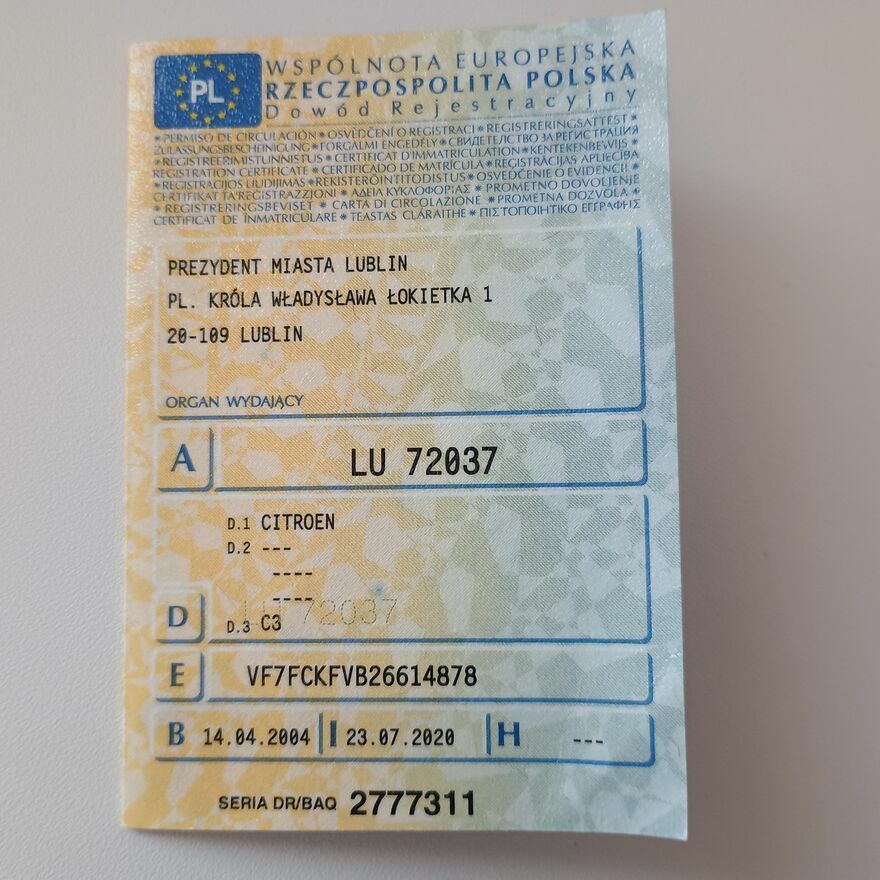 PL
WSPÓLNOTA EUROPEJSKA
RZECZPOSPOLITA POLSKA
Dowód Rejestracyjny
*PERMISO DE CIRCULACIÓN * OSVĚDČENÍ O REGISTRACI * REGISTRERINGSATTEST *
ZULASSUNGSBESCHEINIGUNG * FORGALMI ENGEDÉLY * СВИДЕТЕЛСТВО ЗА РЕГИСТРАЦИЯ
* REGISTREERIMISTUNNISTUS * CERTIFICAT D'IMMATRICULATION * KENTEKENBEWIJS *
REGISTRATION CERTIFICATE * CERTIFICADO DE MATRÍCULA * REĢISTRĀCIJAS APLIECĪBA
* REGISTRACIJOS LIUDIJIMAS * REKISTERÖINTITODISTUS * OSVEDČENIE O EVIDENCII *
CERTIFIKAT TA' REĠISTRAZZJONI * ΑΔΕΙΑ ΚΥΚΛΟΦΟΡΙΑΣ * PROMETNO DOVOLJENJE
* REGISTRERINGSBEVISET * CARTA DI CIRCOLAZIONE * PROMETNA DOZVOLA *
CERTIFICAT DE ÎNMATRICULARE * TEASTAS CLÁRAITHE * ΠΙΣΤΟΠΟΙΗΤΙΚΟ ΕΓΓΡΑΦΗΣ
PREZYDENT MIASTA LUBLIN
PL. KRÓLA WŁADYSŁAWA ŁOKIETKA 1
20-109 LUBLIN
ORGAN WYDAJĄCY
A LU 72037
D.1 CITROEN
D.2 ---
----
----
LU 72037
D D.3 C3
E VF7FCKFVB26614878
B 14.04.2004 I 23.07.2020 H ---
SERIA DR/BAQ 2777311